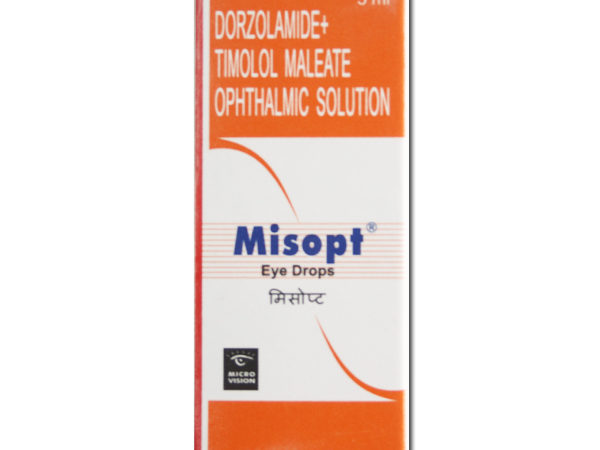 DORZOLAMIDE+
TIMOLOL MALEATE
OPHTHALMIC SOLUTION
Misopt®
Eye Drops
मिसोप्ट
MICRO
VISION